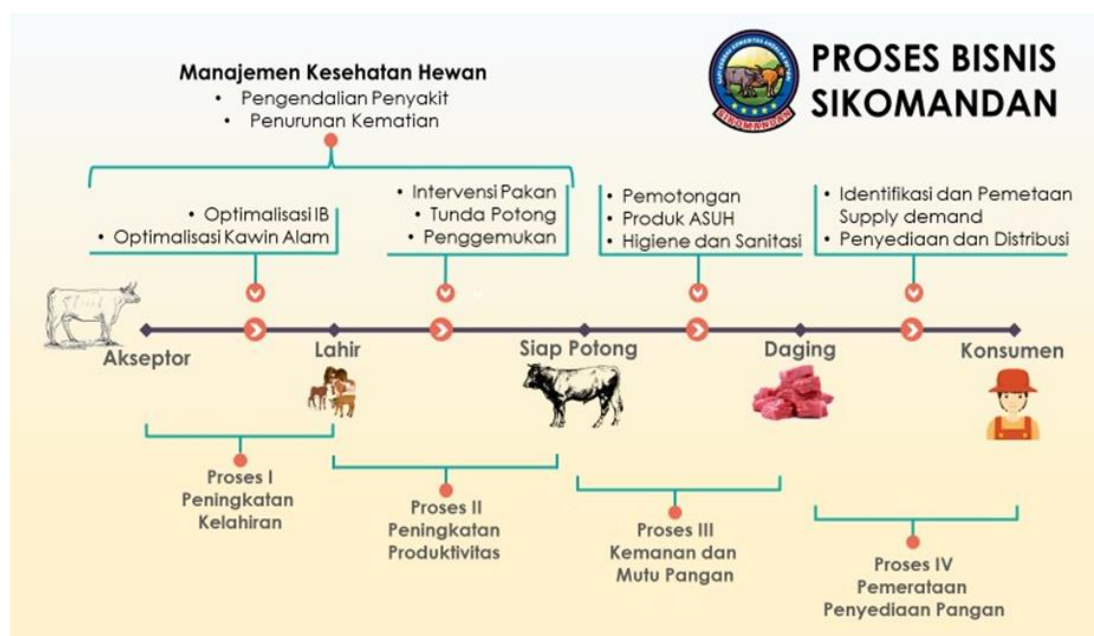 PROSES BISNIS
SIKOMANDAN
SIKOMANDAN
Manajemen Kesehatan Hewan
• Pengendalian Penyakit
• Penurunan Kematian
• Optimalisasi IB
• Optimalisasi Kawin Alam
• Intervensi Pakan
• Tunda Potong
• Penggemukan
• Pemotongan
• Produk ASUH
• Higiene dan Sanitasi
• Identifikasi dan Pemetaan
Supply demand
• Penyediaan dan Distribusi
Akseptor
Lahir
Siap Potong
Daging
Konsumen
Proses I
Peningkatan
Kelahiran
Proses II
Peningkatan
Produktivitas
Proses III
Kemanan dan
Mutu Pangan
Proses IV
Pemerataan
Penyediaan Pangan